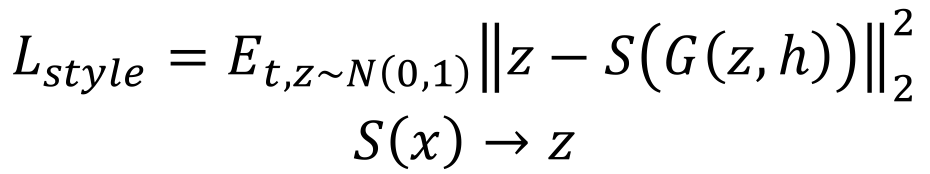 L_{style} = E_{t,z∼N(0,1)}‖z − S(G(z, h))‖_2^2
S(x) → z